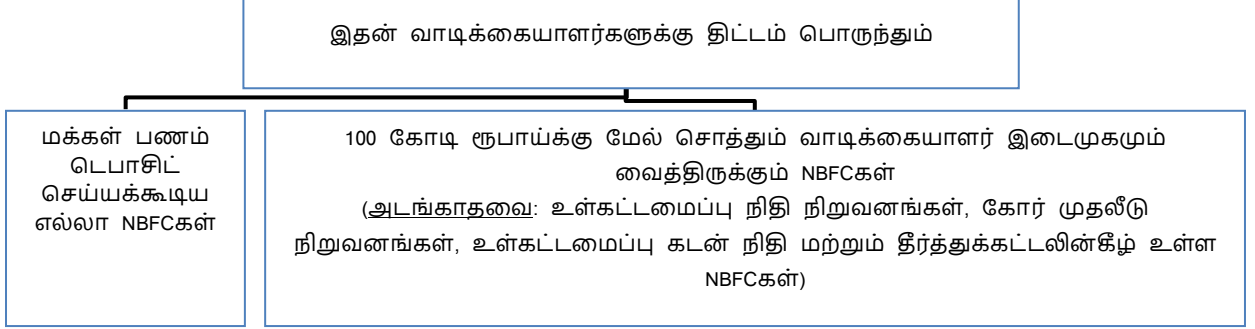 இதன் வாடிக்கையாளர்களுக்கு திட்டம் பொருந்தும்
மக்கள் பணம்
டெபாசிட்
செய்யக்கூடிய
எல்லா NBFCகள்
100 கோடி ரூபாய்க்கு மேல் சொத்தும் வாடிக்கையாளர் இடைமுகமும்
வைத்திருக்கும் NBFCகள்
(அடங்காதவை: உள்கட்டமைப்பு நிதி நிறுவனங்கள், கோர் முதலீடு
நிறுவனங்கள், உள்கட்டமைப்பு கடன் நிதி மற்றும் தீர்த்துக்கட்டலின்கீழ் உள்ள
NBFCகள்)